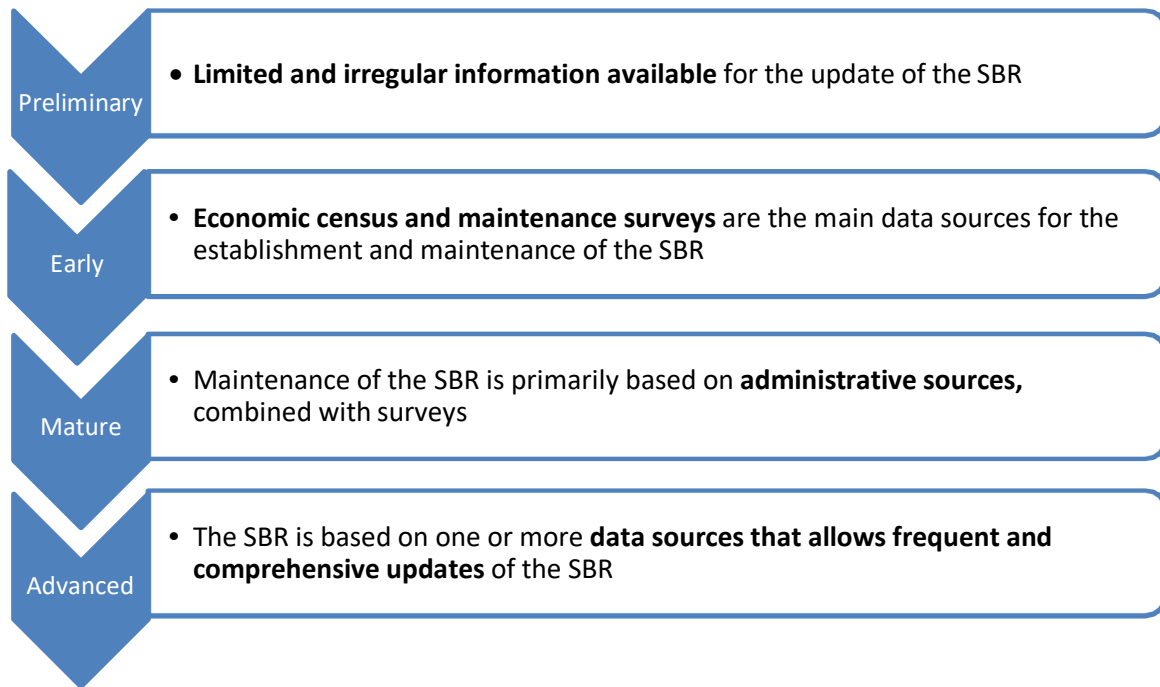 Preliminary
• Limited and irregular information available for the update of the SBR
Early
• Economic census and maintenance surveys are the main data sources for the
establishment and maintenance of the SBR
Mature
• Maintenance of the SBR is primarily based on administrative sources,
combined with surveys
Advanced
• The SBR is based on one or more data sources that allows frequent and
comprehensive updates of the SBR